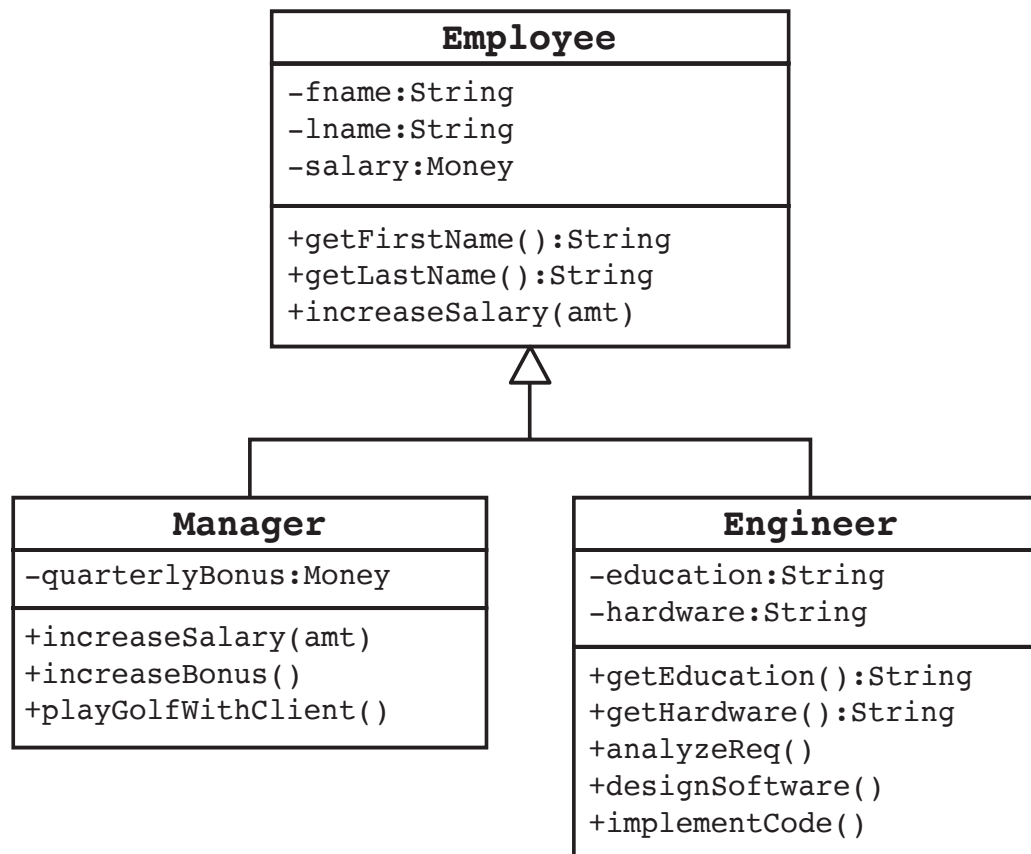 Employee
-fname:String
-lname:String
-salary:Money
+getFirstName():String
+getLastName():String
+increaseSalary(amt)
Manager
-quarterlyBonus:Money
+increaseSalary(amt)
+increaseBonus()
+playGolfWithClient()
Engineer
-education:String
-hardware:String
+getEducation():String
+getHardware():String
+analyzeReq()
+designSoftware()
+implementCode()